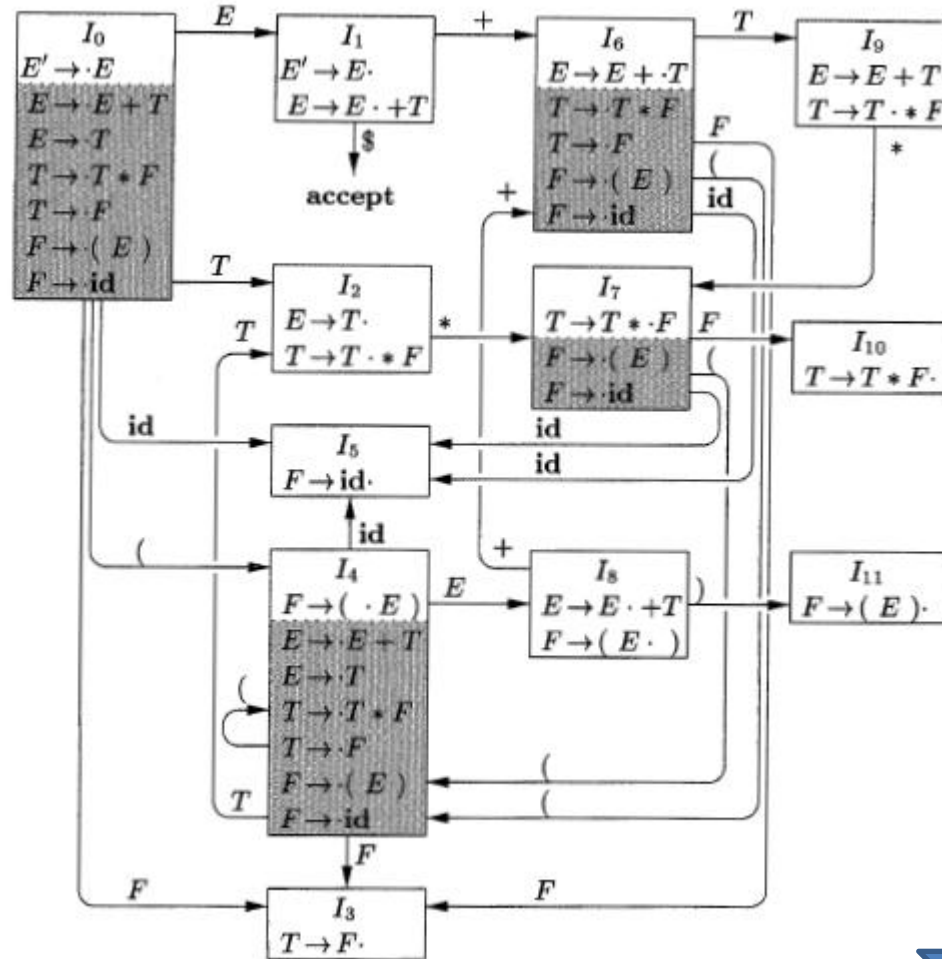 I₀
E' → ·E
E → ·E + T
E → ·T
T → ·T * F
T → ·F
F → ·( E )
F → ·id
E
I₁
E' → E·
E → E · +T
$
accept
+
I₆
E → E + ·T
T → ·T * F
T → ·F
F → ·( E )
F → ·id
T
I₉
E → E + T
T → T · * F
F
(
id
*
+
T
I₂
E → T·
T → T · * F
T
*
I₇
T → T * ·F
F → ·( E )
F → ·id
F
(
I₁₀
T → T * F·
id
id
id
I₅
F → id·
id
(
I₄
F → ( · E )
E → ·E + T
E → ·T
T → ·T * F
T → ·F
F → ·( E )
F → ·id
E
+
I₈
E → E · +T
F → ( E · )
)
I₁₁
F → ( E )·
(
(
(
T
F
F
F
I₃
T → F·